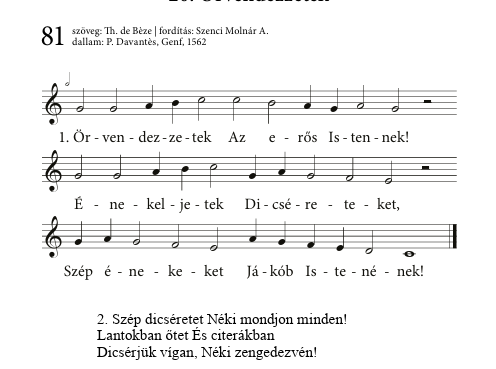 81 szöveg: Th. de Bèze | fordítás: Szenci Molnár A.
dallam: P. Davantès, Genf, 1562
1. Ör - ven - dez - ze - tek Az e - rős Is - ten - nek!
É - ne - kel - je - tek Di - csé - re - te - ket,
Szép é - ne - ke - ket Já - kób Is - te - né - nek!
2. Szép dicséretet Néki mondjon minden!
Lantokban őtet És citerákban
Dicsérjük vígan, Néki zengedezvén!